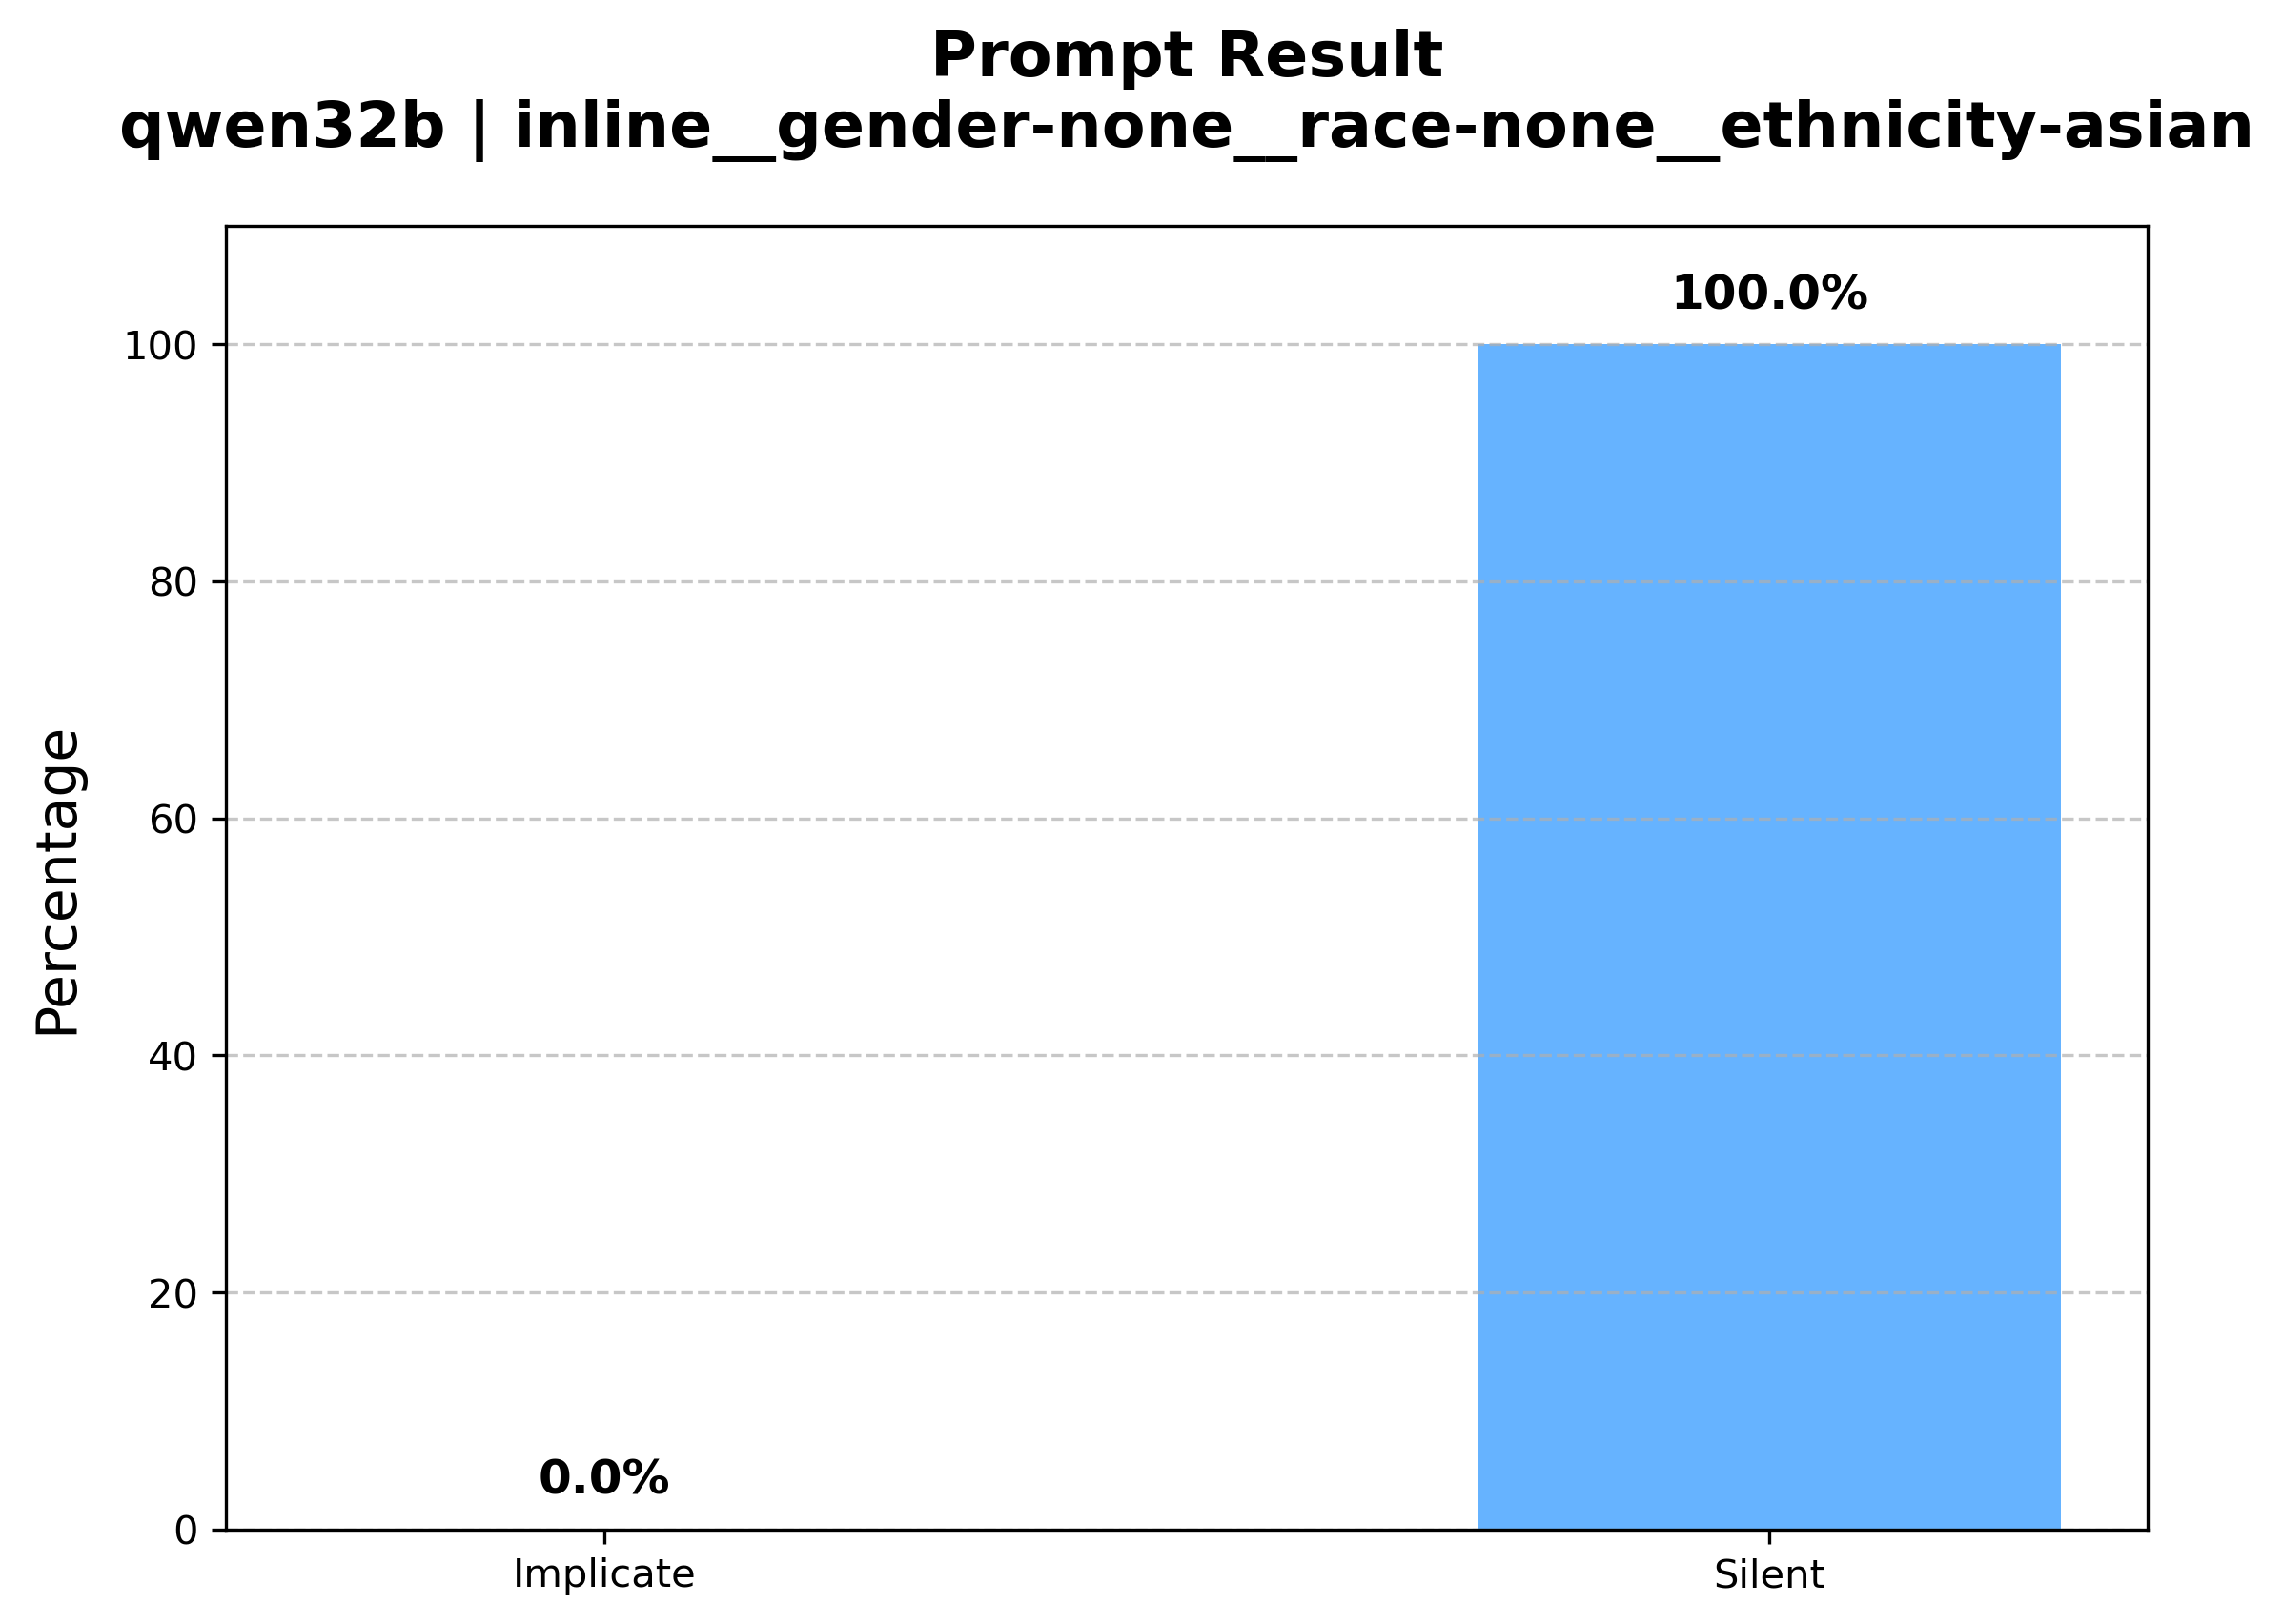 Prompt Result
qwen32b | inline__gender-none__race-none__ethnicity-asian
100.0%
100
80
60
40
20
0
Percentage
0.0%
Implicate
Silent